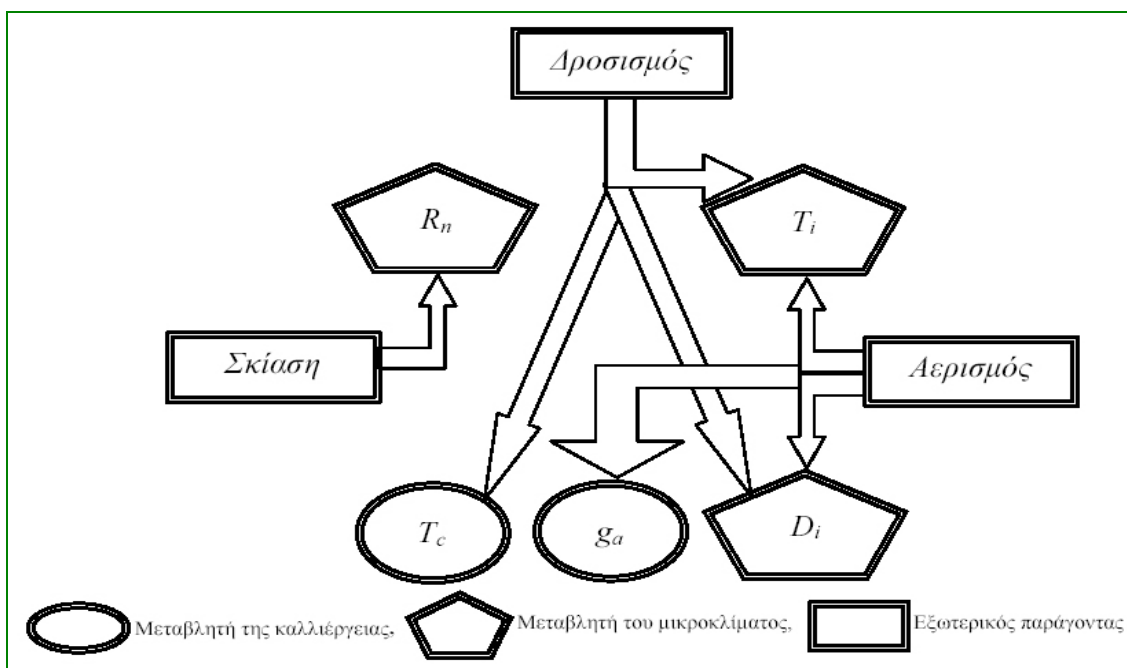 Δροσισμός
Rn
Ti
Σκίαση
Αερισμός
Tc
ga
Di
Μεταβλητή της καλλιέργειας, Μεταβλητή του μικροκλίματος, Εξωτερικός παράγοντας